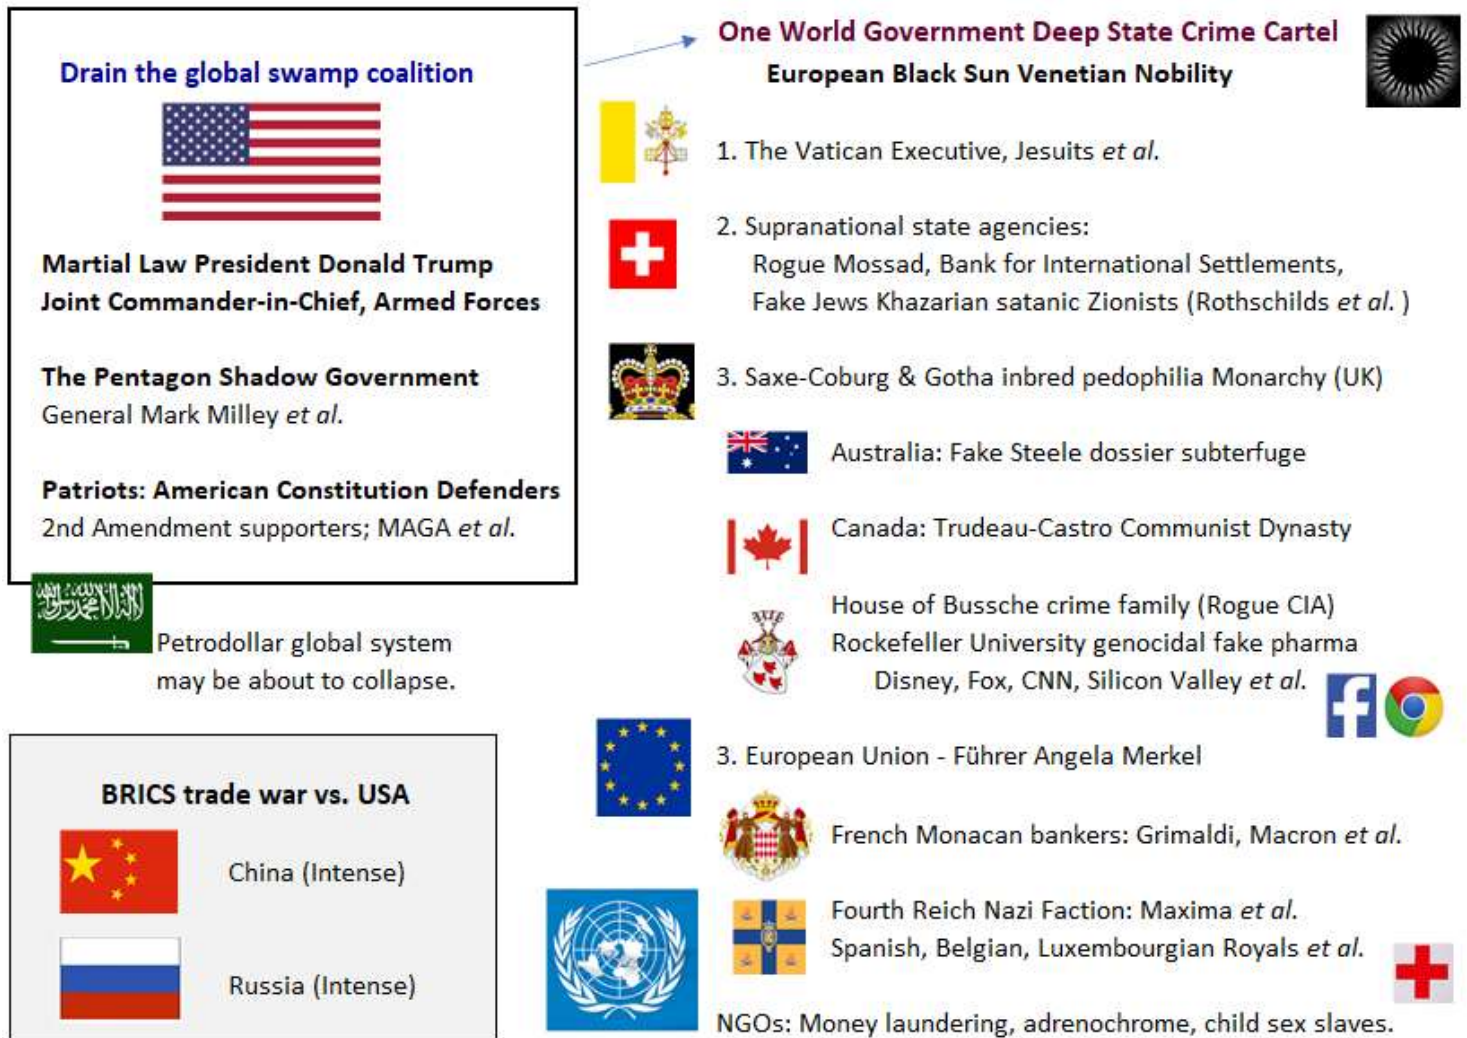 Drain the global swamp coalition
Martial Law President Donald Trump
Joint Commander-in-Chief, Armed Forces
The Pentagon Shadow Government
General Mark Milley et al.
Patriots: American Constitution Defenders
2nd Amendment supporters; MAGA et al.
Petrodollar global system
may be about to collapse.
BRICS trade war vs. USA
China (Intense)
Russia (Intense)
One World Government Deep State Crime Cartel
European Black Sun Venetian Nobility
1. The Vatican Executive, Jesuits et al.
2. Supranational state agencies:
Rogue Mossad, Bank for International Settlements,
Fake Jews Khazarian satanic Zionists (Rothschilds et al. )
3. Saxe-Coburg & Gotha inbred pedophilia Monarchy (UK)
Australia: Fake Steele dossier subterfuge
Canada: Trudeau-Castro Communist Dynasty
House of Bussche crime family (Rogue CIA)
Rockefeller University genocidal fake pharma
Disney, Fox, CNN, Silicon Valley et al.
3. European Union - Führer Angela Merkel
French Monacan bankers: Grimaldi, Macron et al.
Fourth Reich Nazi Faction: Maxima et al.
Spanish, Belgian, Luxembourgian Royals et al.
NGOs: Money laundering, adrenochrome, child sex slaves.